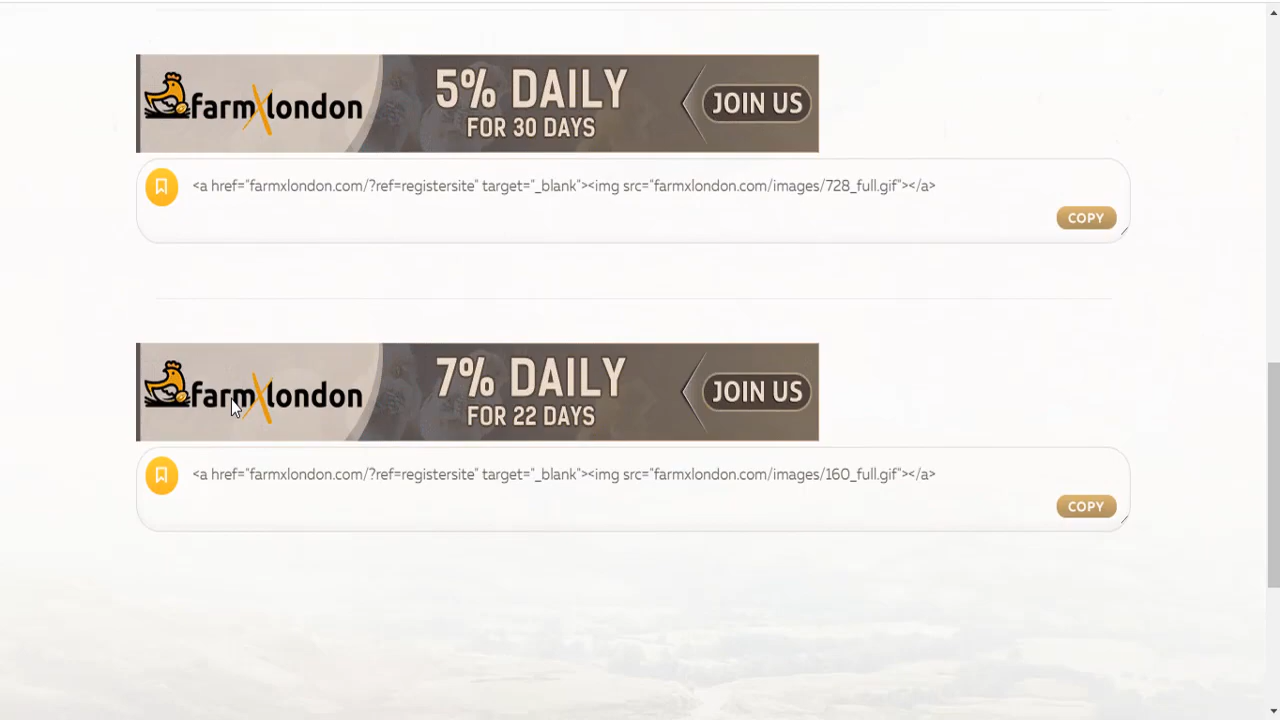 farmxlondon
5% DAILY
FOR 30 DAYS
JOIN US
<a href="farmxlondon.com/?ref=registersite" target="_blank"><img src="farmxlondon.com/images/728_full.gif"></a>
COPY
farmxlondon
7% DAILY
FOR 22 DAYS
JOIN US
<a href="farmxlondon.com/?ref=registersite" target="_blank"><img src="farmxlondon.com/images/160_full.gif"></a>
COPY